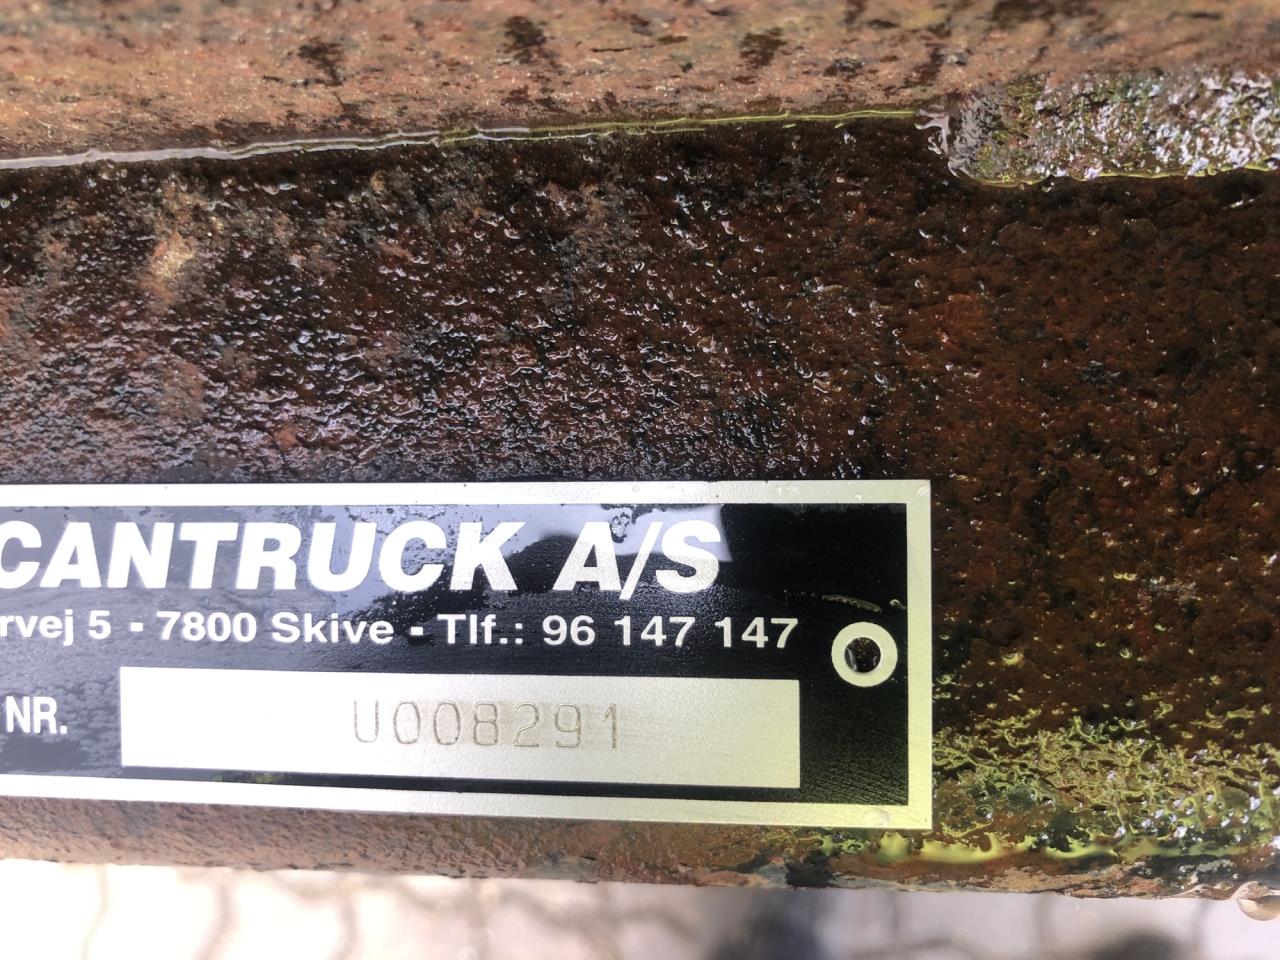 CANTRUCK A/S
rvej 5 - 7800 Skive - Tlf.: 96 147 147
NR. U008291